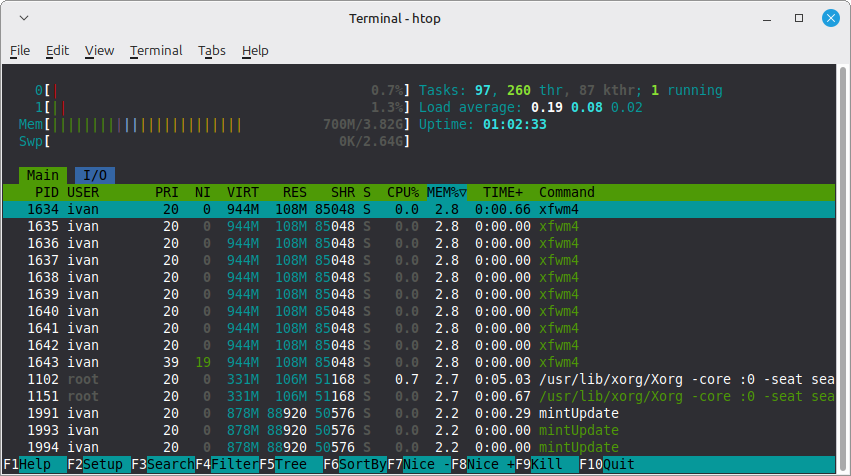 Terminal - htop
File Edit View Terminal Tabs Help
0[| 0.7%] Tasks: 97, 260 thr, 87 kthr; 1 running
1[|| 1.3%] Load average: 0.19 0.08 0.02
Mem[||||||||||||||||||||||||| 700M/3.82G] Uptime: 01:02:33
Swp[ 0K/2.64G]
Main I/O
PID USER PRI NI VIRT RES SHR S CPU% MEM%▽ TIME+ Command
1634 ivan 20 0 944M 108M 85048 S 0.0 2.8 0:00.66 xfwm4
1635 ivan 20 0 944M 108M 85048 S 0.0 2.8 0:00.00 xfwm4
1636 ivan 20 0 944M 108M 85048 S 0.0 2.8 0:00.00 xfwm4
1637 ivan 20 0 944M 108M 85048 S 0.0 2.8 0:00.00 xfwm4
1638 ivan 20 0 944M 108M 85048 S 0.0 2.8 0:00.00 xfwm4
1639 ivan 20 0 944M 108M 85048 S 0.0 2.8 0:00.00 xfwm4
1640 ivan 20 0 944M 108M 85048 S 0.0 2.8 0:00.00 xfwm4
1641 ivan 20 0 944M 108M 85048 S 0.0 2.8 0:00.00 xfwm4
1642 ivan 20 0 944M 108M 85048 S 0.0 2.8 0:00.00 xfwm4
1643 ivan 39 19 944M 108M 85048 S 0.0 2.8 0:00.00 xfwm4
1102 root 20 0 331M 106M 51168 S 0.7 2.7 0:05.03 /usr/lib/xorg/Xorg -core :0 -seat sea
1151 root 20 0 331M 106M 51168 S 0.0 2.7 0:00.67 /usr/lib/xorg/Xorg -core :0 -seat sea
1991 ivan 20 0 878M 88920 50576 S 0.0 2.2 0:00.29 mintUpdate
1993 ivan 20 0 878M 88920 50576 S 0.0 2.2 0:00.00 mintUpdate
1994 ivan 20 0 878M 88920 50576 S 0.0 2.2 0:00.00 mintUpdate
F1Help F2Setup F3SearchF4FilterF5Tree F6SortByF7Nice -F8Nice +F9Kill F10Quit